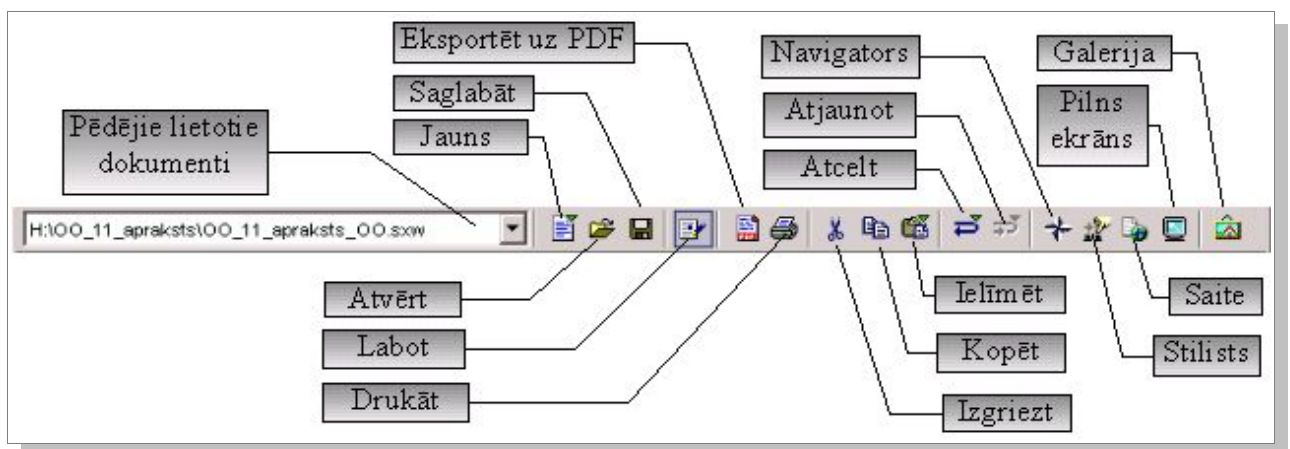 Eksportēt uz PDF
Navigators
Galerija
Saglabāt
Atjaunot
Pilns
ekrāns
Pēdējie lietotie
dokumenti
Jauns
Atcelt
H:\OO_11_apraksts\OO_11_apraksts_OO.sxw
Atvērt
Ielīmēt
Saite
Labot
Kopēt
Stilists
Drukāt
Izgriezt